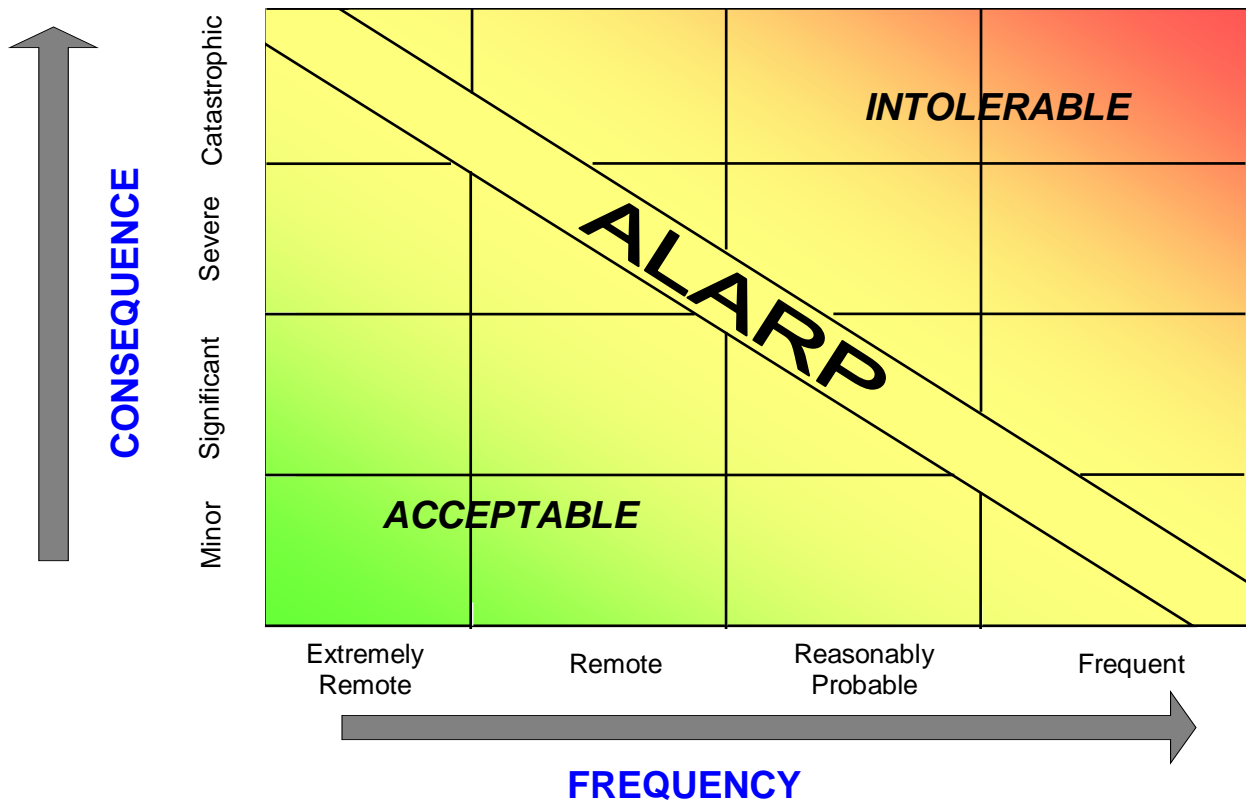 CONSEQUENCE
Catastrophic
Severe
Significant
Minor
INTOLERABLE
ALARP
ACCEPTABLE
Extremely
Remote
Remote
Reasonably
Probable
Frequent
FREQUENCY